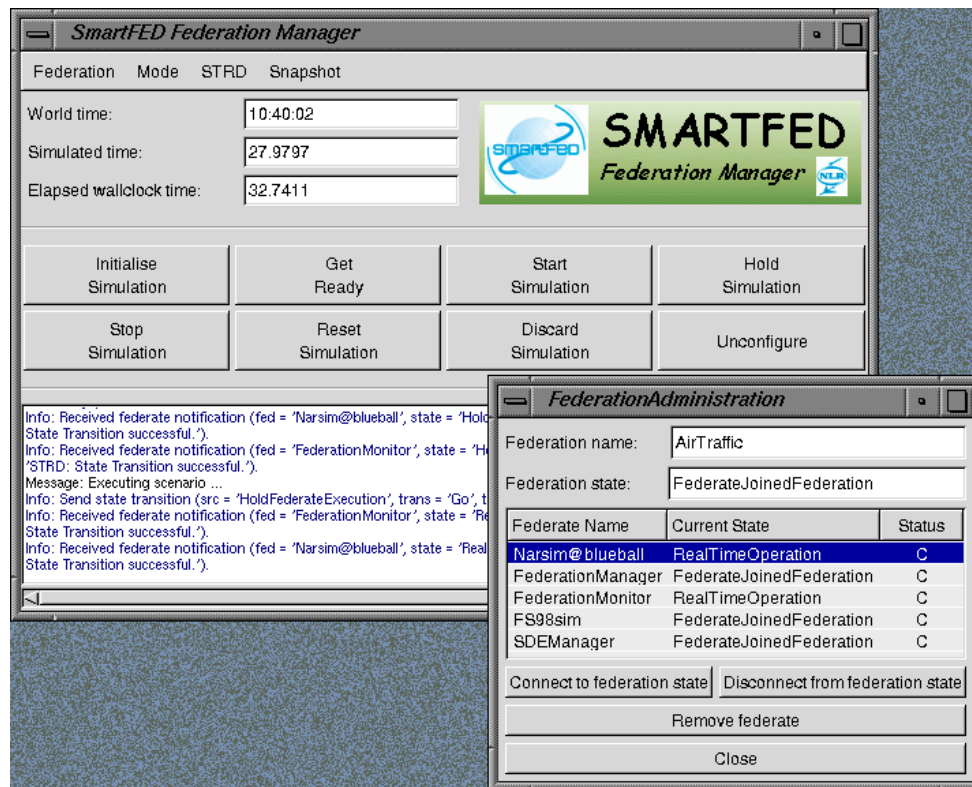 SmartFED Federation Manager
Federation Mode STRD Snapshot
World time: 10:40:02
Simulated time: 27.9797
Elapsed wallclock time: 32.7411
SMARTFED
SMARTFED
Federation Manager
NLR
Initialise Simulation
Get Ready
Start Simulation
Hold Simulation
Stop Simulation
Reset Simulation
Discard Simulation
Unconfigure
Info: Received federate notification (fed = 'Narsim@blueball', state = 'Hold
State Transition successful.').
Info: Received federate notification (fed = 'FederationMonitor', state = 'H
'STRD: State Transition successful.').
Message: Executing scenario ...
Info: Send state transition (src = 'HoldFederateExecution', trans = 'Go', t
Info: Received federate notification (fed = 'FederationMonitor', state = 'Re
State Transition successful.').
Info: Received federate notification (fed = 'Narsim@blueball', state = 'Real
State Transition successful.').
FederationAdministration
Federation name: AirTraffic
Federation state: FederateJoinedFederation
Federate Name Current State Status
Narsim@blueball RealTimeOperation C
FederationManager FederateJoinedFederation C
FederationMonitor RealTimeOperation C
FS98sim FederateJoinedFederation C
SDEManager FederateJoinedFederation C
Connect to federation state Disconnect from federation state
Remove federate
Close